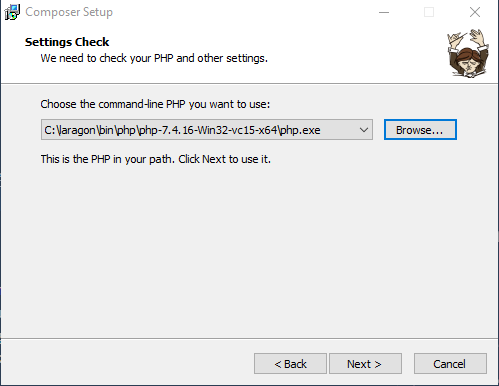 Composer Setup
Settings Check
We need to check your PHP and other settings.
Choose the command-line PHP you want to use:
C:\laragon\bin\php\php-7.4.16-Win32-vc15-x64\php.exe
Browse...
This is the PHP in your path. Click Next to use it.
< Back
Next >
Cancel